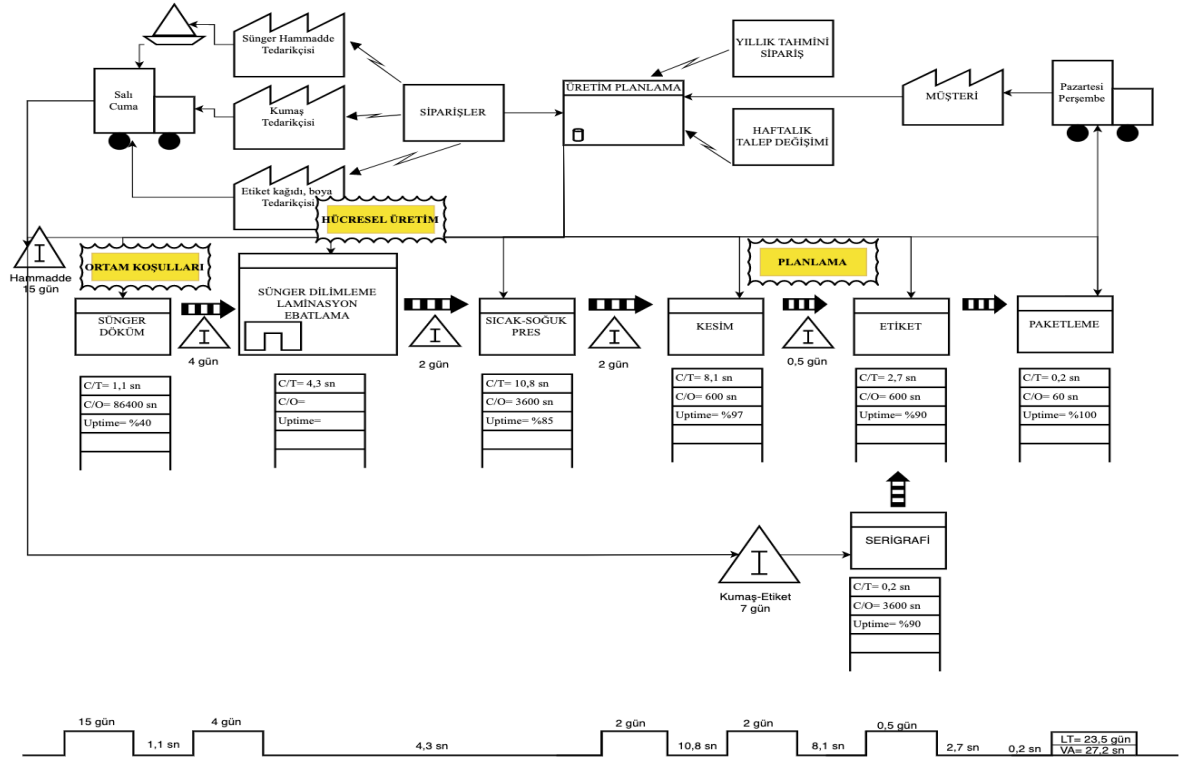 Sünger Hammadde
Tedarikçisi
Salı
Cuma
Kumaş
Tedarikçisi
Etiket kağıdı, boya
Tedarikçisi
SİPARİŞLER
ÜRETİM PLANLAMA
YILLIK TAHMİNİ
SİPARİŞ
HAFTALIK
TALEP DEĞİŞİMİ
MÜŞTERİ
Pazartesi
Perşembe
HÜCRESEL ÜRETİM
ORTAM KOŞULLARI
PLANLAMA
I
Hammadde
15 gün
SÜNGER
DÖKÜM
I
4 gün
SÜNGER DİLİMLEME
LAMİNASYON
EBATLAMA
I
2 gün
SICAK-SOĞUK
PRES
I
2 gün
KESİM
I
0,5 gün
ETİKET
PAKETLEME
C/T= 1,1 sn
C/O= 86400 sn
Uptime= %40
C/T= 4,3 sn
C/O=
Uptime=
C/T= 10,8 sn
C/O= 3600 sn
Uptime= %85
C/T= 8,1 sn
C/O= 600 sn
Uptime= %97
C/T= 2,7 sn
C/O= 600 sn
Uptime= %90
C/T= 0,2 sn
C/O= 60 sn
Uptime= %100
I
Kumaş-Etiket
7 gün
SERİGRAFİ
C/T= 0,2 sn
C/O= 3600 sn
Uptime= %90
15 gün
1,1 sn
4 gün
4,3 sn
2 gün
10,8 sn
2 gün
8,1 sn
0,5 gün
2,7 sn
0,2 sn
LT= 23,5 gün
VA= 27,2 sn